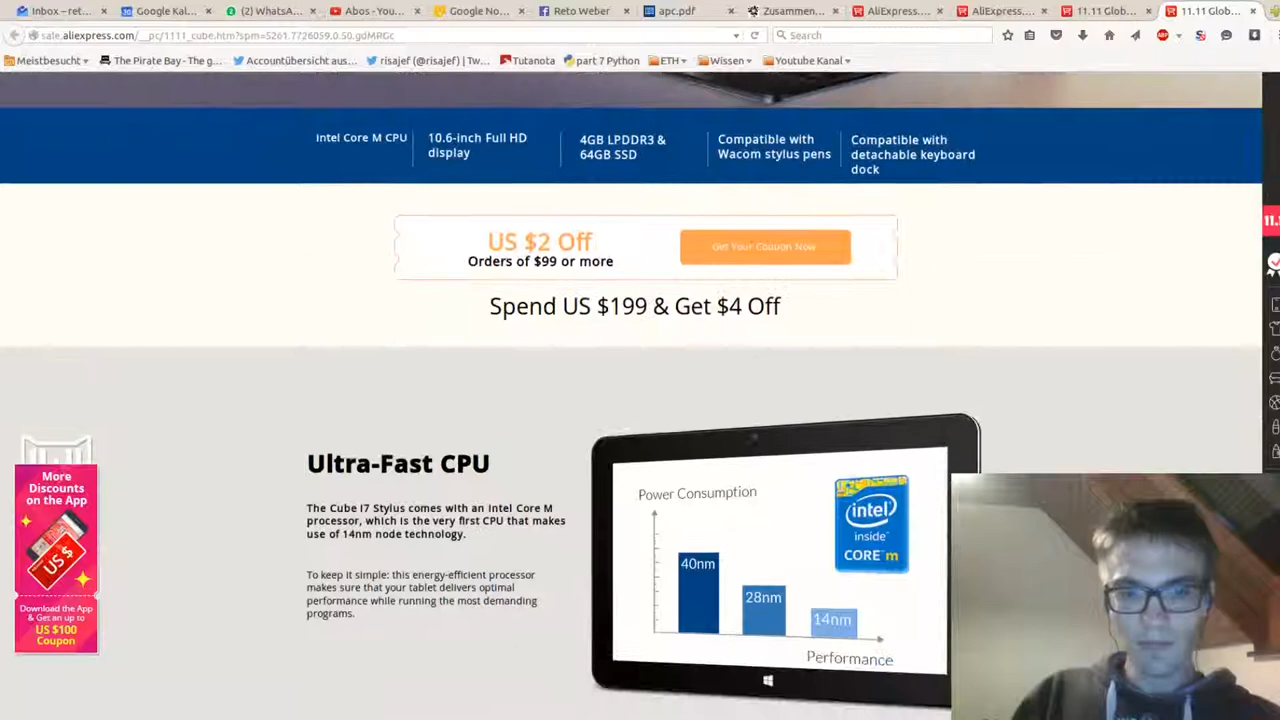 Inbox – ret...
Google Kal...
(2) WhatsA...
Abos - You...
Google No...
Reto Weber
apc.pdf
Zusammen...
AliExpress....
AliExpress....
11.11 Glob...
11.11 Glob...
sale.aliexpress.com/__pc/1111_cube.htm?spm=5261.7726059.0.50.gdMRGc
Search
Meistbesucht
The Pirate Bay - The g...
Accountübersicht aus...
risajef (@risajef) | Tw...
Tutanota
part 7 Python
ETH
Wissen
Youtube Kanal
Intel Core M CPU
10.6-inch Full HD
display
4GB LPDDR3 &
64GB SSD
Compatible with
Wacom stylus pens
Compatible with
detachable keyboard
dock
US $2 Off
Orders of $99 or more
Get Your Coupon Now
Spend US $199 & Get $4 Off
11.1
More
Discounts
on the App
US $
Download the App
& Get an up to
US $100
Coupon
Ultra-Fast CPU
The Cube i7 Stylus comes with an Intel Core M
processor, which is the very first CPU that makes
use of 14nm node technology.
To keep it simple: this energy-efficient processor
makes sure that your tablet delivers optimal
performance while running the most demanding
programs.
Power Consumption
40nm
28nm
14nm
Performance
intel
inside™
CORE m